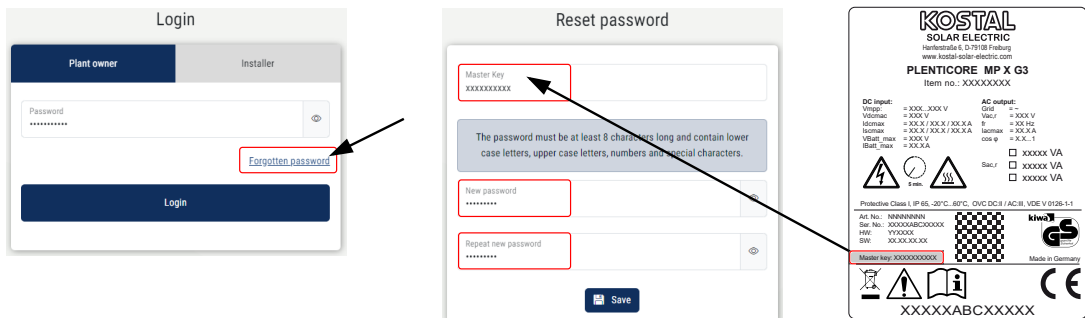 Login
Plant owner
Installer
Password
•••••••••••
Forgotten password
Login
Reset password
Master Key
xxxxxxxxxx
The password must be at least 8 characters long and contain lower
case letters, upper case letters, numbers and special characters.
New password
•••••••••
Repeat new password
•••••••••
Save
KOSTAL
SOLAR ELECTRIC
Hanferstraße 6, D-79108 Freiburg
www.kostal-solar-electric.com
PLENTICORE MP X G3
Item no.: XXXXXXXX
DC input:
Vmpp: = XXX...XXX V
Vdcmac = XXX V
Idcmax = XX.X / XX.X / XX.X A
Iscmax = XX.X / XX.X / XX.X A
VBatt_max = XXX V
IBatt_max = XX.X A
AC output:
Grid = ~
Vac,r = XXX V
fr = XX Hz
Iacmax = XX.X A
cos φ = X.X...1
xxxxx VA
Sac,r xxxxx VA
xxxxx VA
5 min.
Protective Class I, IP 65, -20°C...60°C, OVC DC:II / AC:III, VDE V 0126-1-1
Art. No.: NNNNNNNN
Ser. No.: XXXXXABCXXXXX
HW: YYXXXX
SW: XX.XX.XX.XX
Master key: XXXXXXXXXX
kiwa
GS
Made in Germany
CE
XXXXXABCXXXXX